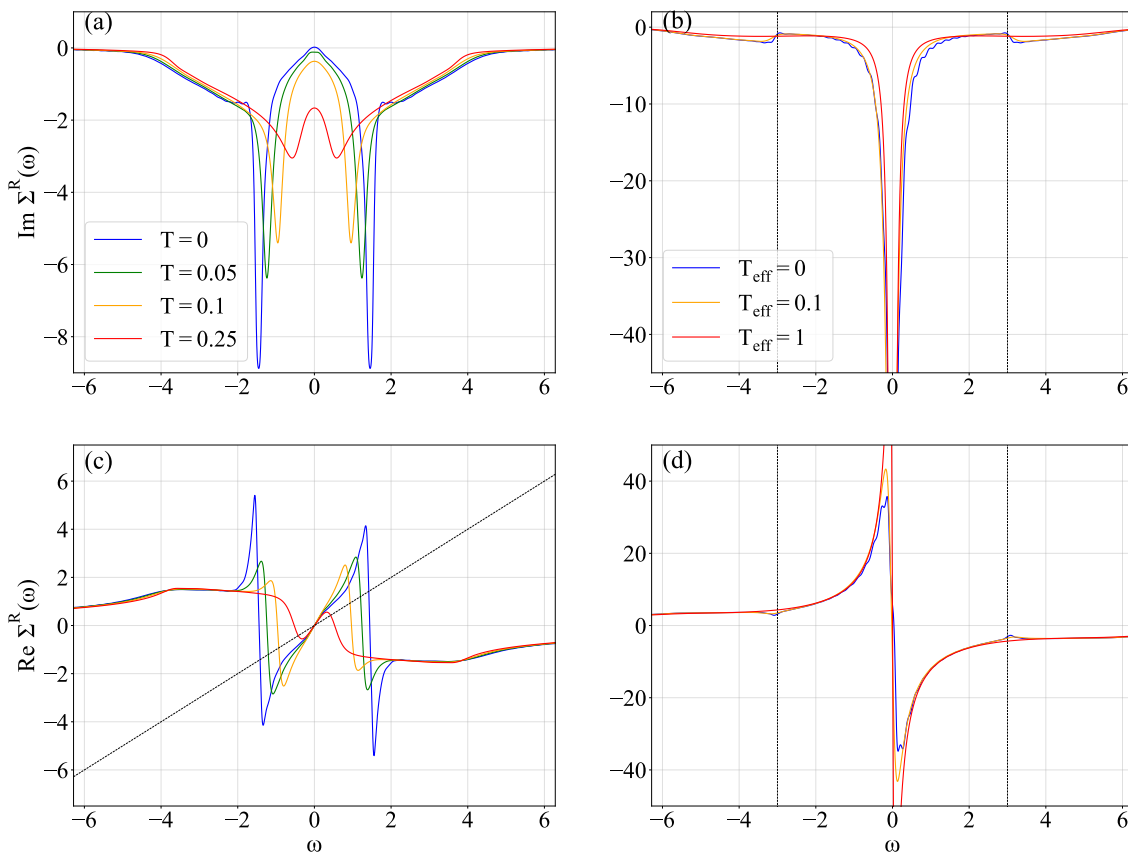 (a)
0
−2
−4
−6
−8
Im Σ^R(ω)
T = 0
T = 0.05
T = 0.1
T = 0.25
−6 −4 −2 0 2 4 6
(b)
0
−10
−20
−30
−40
T_eff = 0
T_eff = 0.1
T_eff = 1
−6 −4 −2 0 2 4 6
(c)
6
4
2
0
−2
−4
−6
Re Σ^R(ω)
−6 −4 −2 0 2 4 6
ω
(d)
40
20
0
−20
−40
−6 −4 −2 0 2 4 6
ω